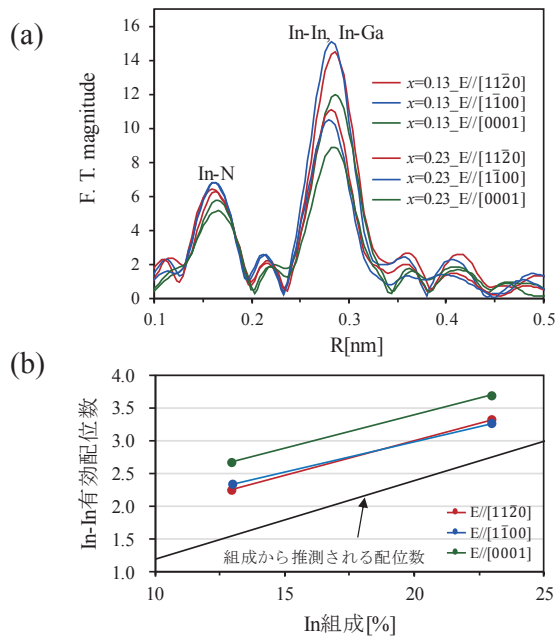 (a)
F. T. magnitude
16
14
12
10
8
6
4
2
0
In-N
In-In, In-Ga
x=0.13_E//[112̄0]
x=0.13_E//[11̄00]
x=0.13_E//[0001]
x=0.23_E//[112̄0]
x=0.23_E//[11̄00]
x=0.23_E//[0001]
0.1 0.2 0.3 0.4 0.5
R[nm]
(b)
In-In有効配位数
4.0
3.5
3.0
2.5
2.0
1.5
1.0
E//[112̄0]
E//[11̄00]
E//[0001]
組成から推測される配位数
10 15 20 25
In組成[%]